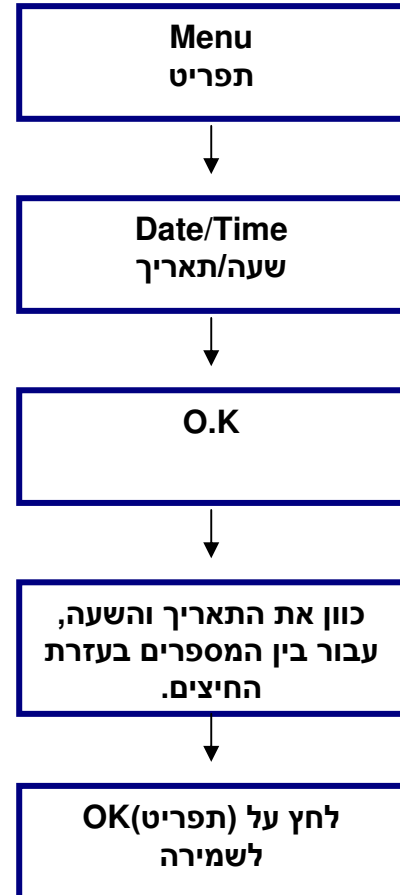 Menu
תפריט
Date/Time
שעה/תאריך
O.K
כוון את התאריך והשעה,
עבור בין המספרים בעזרת
החיצים.
לחץ על (תפריט)OK
לשמירה